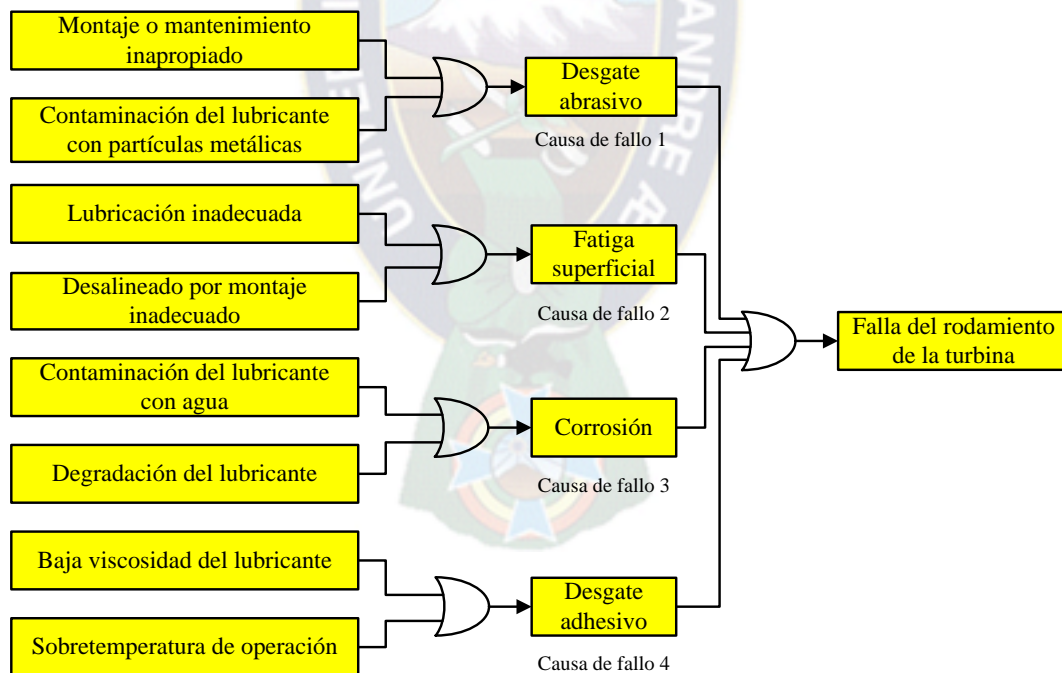 Montaje o mantenimiento
inapropiado
Contaminación del lubricante
con partículas metálicas
Desgate
abrasivo
Causa de fallo 1
Lubricación inadecuada
Desalineado por montaje
inadecuado
Fatiga
superficial
Causa de fallo 2
Contaminación del lubricante
con agua
Degradación del lubricante
Corrosión
Causa de fallo 3
Baja viscosidad del lubricante
Sobretemperatura de operación
Desgate
adhesivo
Causa de fallo 4
Falla del rodamiento
de la turbina